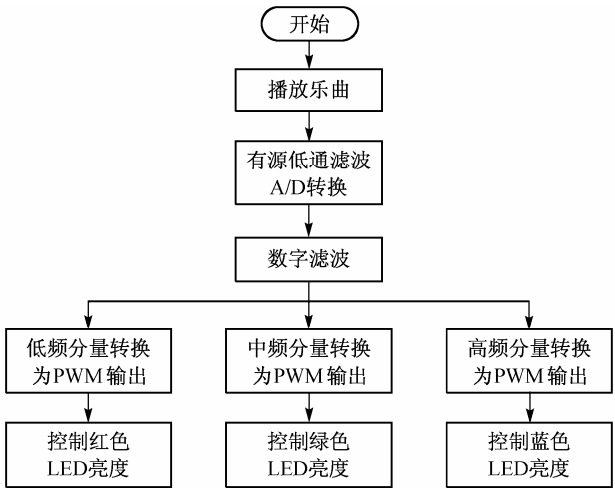 开始
播放乐曲
有源低通滤波
A/D转换
数字滤波
低频分量转换
为PWM输出
中频分量转换
为PWM输出
高频分量转换
为PWM输出
控制红色
LED亮度
控制绿色
LED亮度
控制蓝色
LED亮度